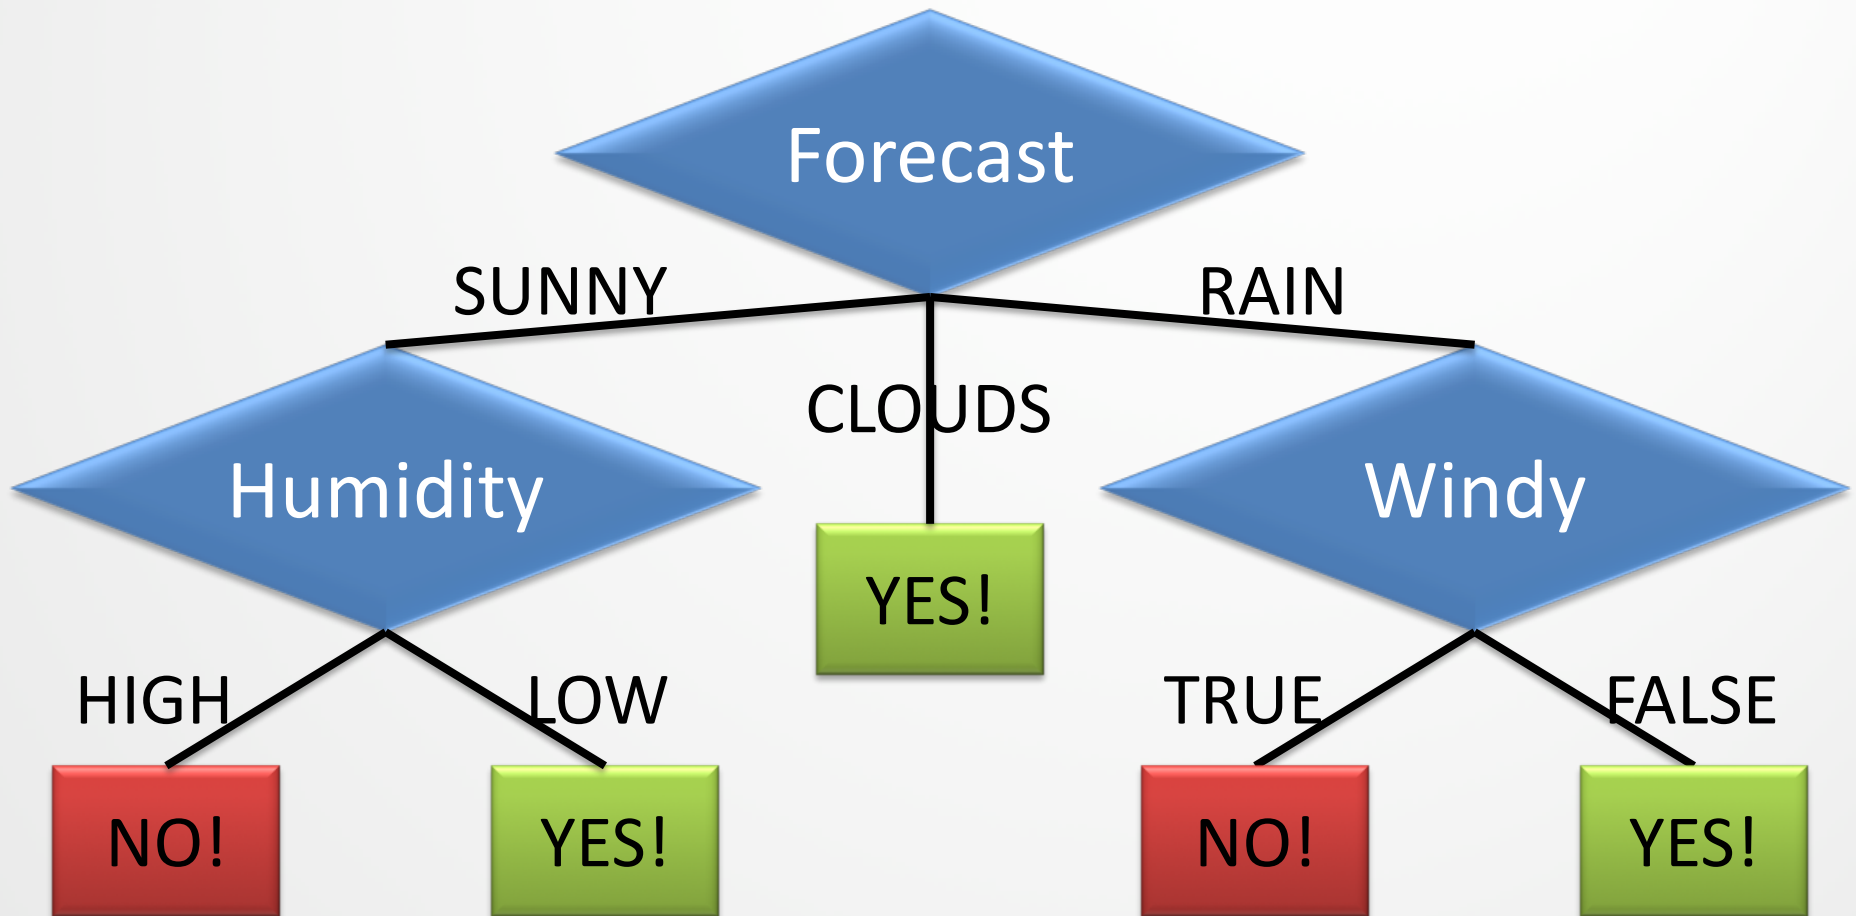 Forecast
SUNNY
RAIN
CLOUDS
Humidity
Windy
YES!
HIGH
LOW
TRUE
FALSE
NO!
YES!
NO!
YES!